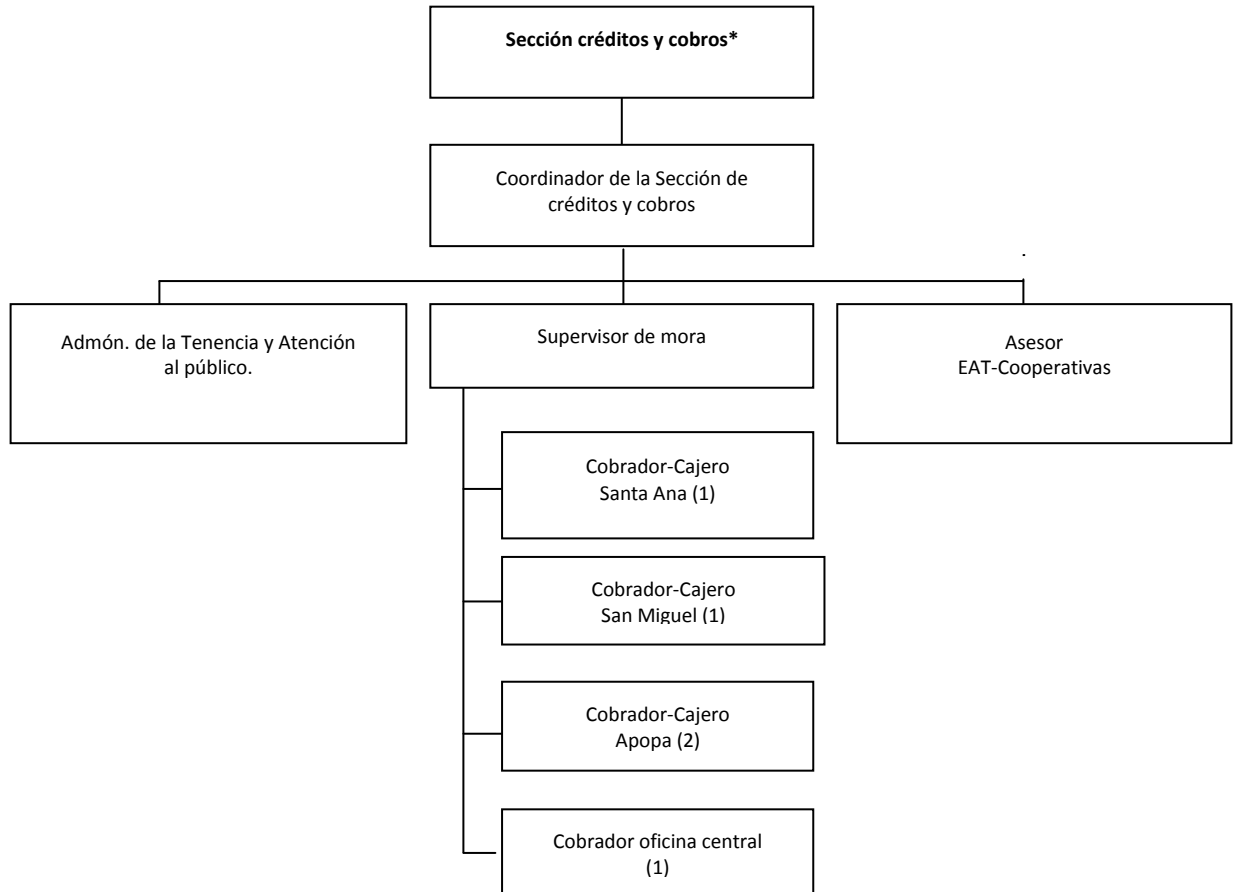 Sección créditos y cobros*
Coordinador de la Sección de
créditos y cobros
Admón. de la Tenencia y Atención
al público.
Supervisor de mora
Asesor
EAT-Cooperativas
Cobrador-Cajero
Santa Ana (1)
Cobrador-Cajero
San Miguel (1)
Cobrador-Cajero
Apopa (2)
Cobrador oficina central
(1)